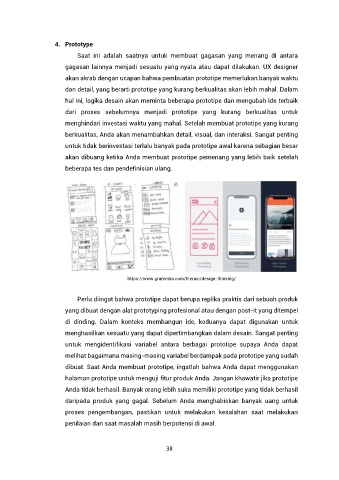 4. Prototype
Saat ini adalah saatnya untuk membuat gagasan yang menang di antara
gagasan lainnya menjadi sesuatu yang nyata atau dapat dilakukan. UX designer
akan akrab dengan ucapan bahwa pembuatan prototipe memerlukan banyak waktu
dan detail, yang berarti prototipe yang kurang berkualitas akan lebih mahal. Dalam
hal ini, logika desain akan meminta beberapa prototipe dan mengubah ide terbaik
dari proses sebelumnya menjadi prototipe yang kurang berkualitas untuk
menghindari investasi waktu yang mahal. Setelah membuat prototipe yang kurang
berkualitas, Anda akan menambahkan detail, visual, dan interaksi. Sangat penting
untuk tidak berinvestasi terlalu banyak pada prototipe awal karena sebagian besar
akan dibuang ketika Anda membuat prototipe pemenang yang lebih baik setelah
beberapa tes dan pendefinisian ulang.
https://www.gramedia.com/literasi/design-thinking/
Perlu diingat bahwa prototipe dapat berupa replika praktis dari sebuah produk
yang dibuat dengan alat prototyping profesional atau dengan post-it yang ditempel
di dinding. Dalam konteks membangun ide, keduanya dapat digunakan untuk
menghasilkan sesuatu yang dapat dipertimbangkan dalam desain. Sangat penting
untuk mengidentifikasi variabel antara berbagai prototipe supaya Anda dapat
melihat bagaimana masing-masing variabel berdampak pada prototipe yang sudah
dibuat. Saat Anda membuat prototipe, ingatlah bahwa Anda dapat menggunakan
halaman prototipe untuk menguji fitur produk Anda. Jangan khawatir jika prototipe
Anda tidak berhasil. Banyak orang lebih suka memiliki prototipe yang tidak berhasil
daripada produk yang gagal. Sebelum Anda menghabiskan banyak uang untuk
proses pengembangan, pastikan untuk melakukan kesalahan saat melakukan
penilaian dan saat masalah masih berpotensi di awal.
38